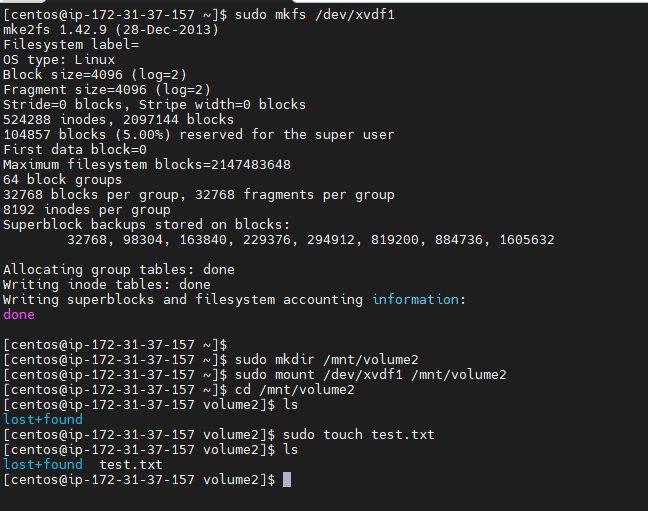 [centos@ip-172-31-37-157 ~]$ sudo mkfs /dev/xvdf1
mke2fs 1.42.9 (28-Dec-2013)
Filesystem label=
OS type: Linux
Block size=4096 (log=2)
Fragment size=4096 (log=2)
Stride=0 blocks, Stripe width=0 blocks
524288 inodes, 2097144 blocks
104857 blocks (5.00%) reserved for the super user
First data block=0
Maximum filesystem blocks=2147483648
64 block groups
32768 blocks per group, 32768 fragments per group
8192 inodes per group
Superblock backups stored on blocks:
        32768, 98304, 163840, 229376, 294912, 819200, 884736, 1605632

Allocating group tables: done
Writing inode tables: done
Writing superblocks and filesystem accounting information:
done

[centos@ip-172-31-37-157 ~]$
[centos@ip-172-31-37-157 ~]$ sudo mkdir /mnt/volume2
[centos@ip-172-31-37-157 ~]$ sudo mount /dev/xvdf1 /mnt/volume2
[centos@ip-172-31-37-157 ~]$ cd /mnt/volume2
[centos@ip-172-31-37-157 volume2]$ ls
lost+found
[centos@ip-172-31-37-157 volume2]$ sudo touch test.txt
[centos@ip-172-31-37-157 volume2]$ ls
lost+found  test.txt
[centos@ip-172-31-37-157 volume2]$